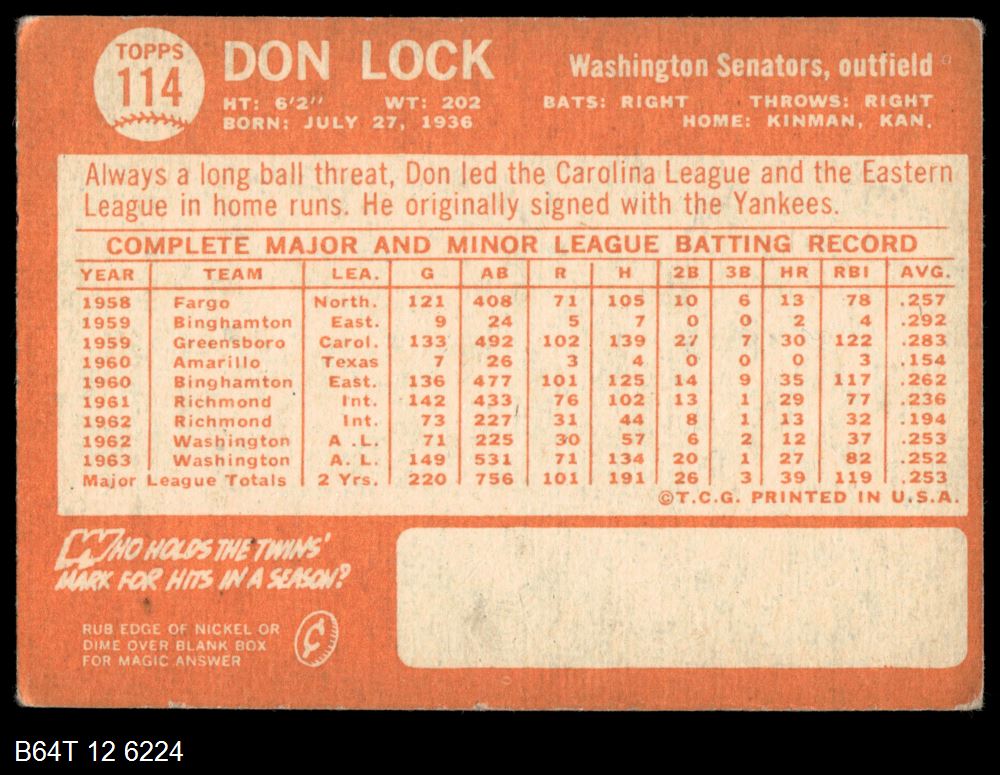 TOPPS
114
DON LOCK
Washington Senators, outfield
HT: 6'2" WT: 202 BATS: RIGHT THROWS: RIGHT
BORN: JULY 27, 1936 HOME: KINMAN, KAN.
Always a long ball threat, Don led the Carolina League and the Eastern
League in home runs. He originally signed with the Yankees.
COMPLETE MAJOR AND MINOR LEAGUE BATTING RECORD
YEAR TEAM LEA. G AB R H 2B 3B HR RBI AVG.
1958 Fargo North. 121 408 71 105 10 6 13 78 .257
1959 Binghamton East. 9 24 5 7 0 0 2 4 .292
1959 Greensboro Carol. 133 492 102 139 27 7 30 122 .283
1960 Amarillo Texas 7 26 3 4 0 0 0 3 .154
1960 Binghamton East. 136 477 101 125 14 9 35 117 .262
1961 Richmond Int. 142 433 76 102 13 1 29 77 .236
1962 Richmond Int. 73 227 31 44 8 1 13 32 .194
1962 Washington A .L. 71 225 30 57 6 2 12 37 .253
1963 Washington A. L. 149 531 71 134 20 1 27 82 .252
Major League Totals 2 Yrs. 220 756 101 191 26 3 39 119 .253
©T.C.G. PRINTED IN U.S.A.
WHO HOLDS THE TWINS'
MARK FOR HITS IN A SEASON?
RUB EDGE OF NICKEL OR
DIME OVER BLANK BOX
FOR MAGIC ANSWER
¢
B64T 12 6224